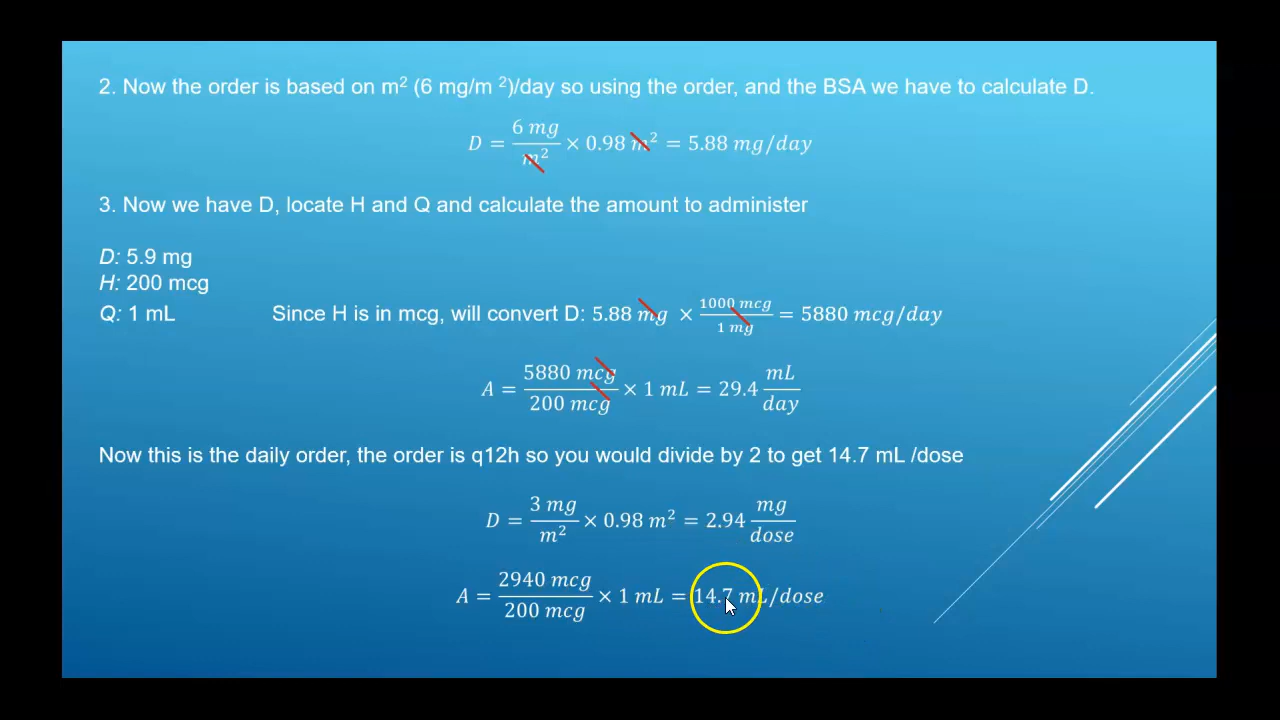 2. Now the order is based on m² (6 mg/m ²)/day so using the order, and the BSA we have to calculate D.
D = 6 mg/m² × 0.98 m² = 5.88 mg/day
3. Now we have D, locate H and Q and calculate the amount to administer
D: 5.9 mg
H: 200 mcg
Q: 1 mL Since H is in mcg, will convert D: 5.88 mg × 1000 mcg/1 mg = 5880 mcg/day
A = 5880 mcg/200 mcg × 1 mL = 29.4 mL/day
Now this is the daily order, the order is q12h so you would divide by 2 to get 14.7 mL /dose
D = 3 mg/m² × 0.98 m² = 2.94 mg/dose
A = 2940 mcg/200 mcg × 1 mL = 14.7 mL/dose